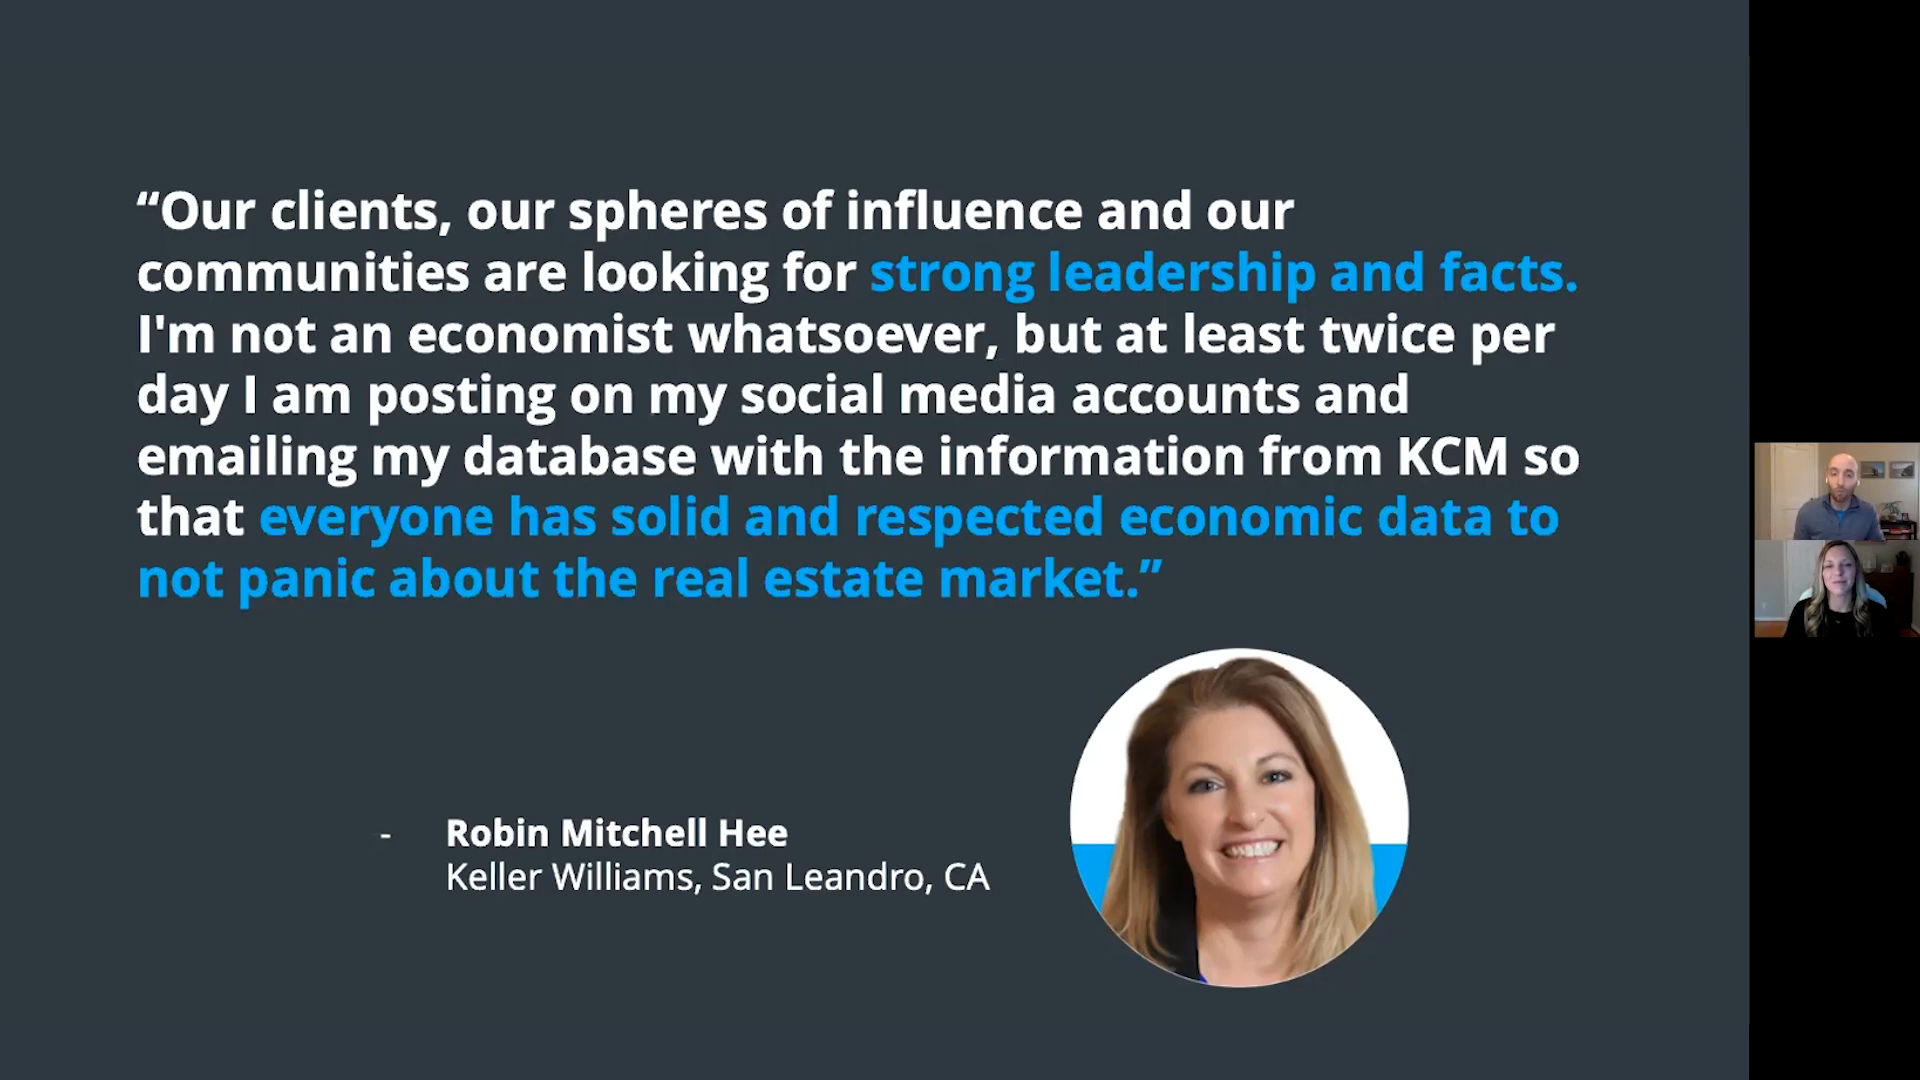 “Our clients, our spheres of influence and our
communities are looking for strong leadership and facts.
I'm not an economist whatsoever, but at least twice per
day I am posting on my social media accounts and
emailing my database with the information from KCM so
that everyone has solid and respected economic data to
not panic about the real estate market.”
- Robin Mitchell Hee
Keller Williams, San Leandro, CA